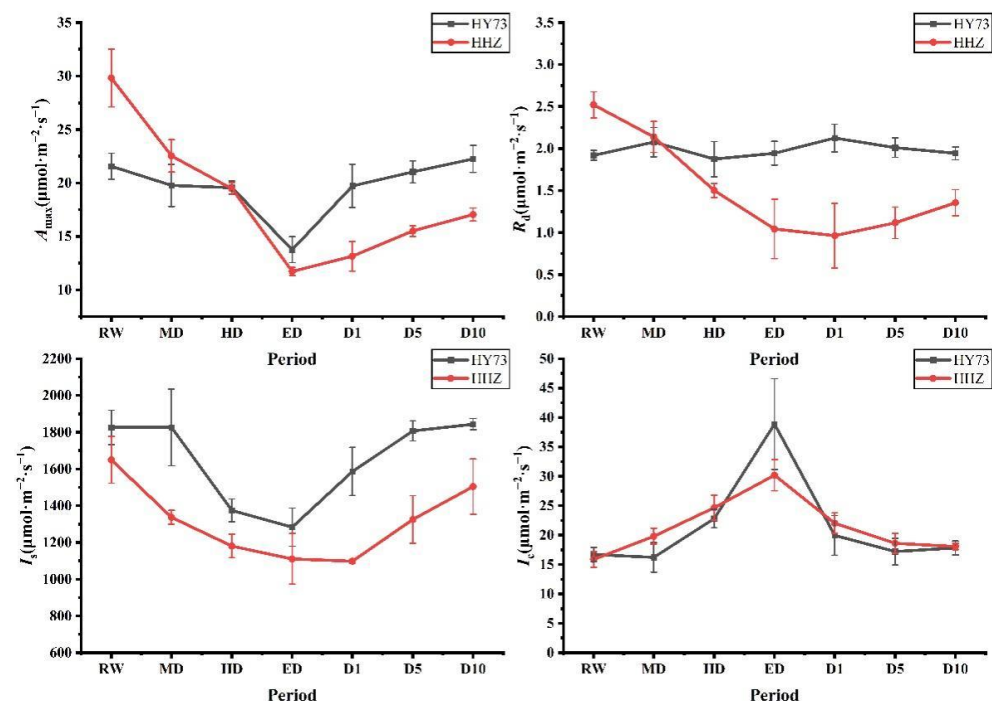 HY73
HHZ
35
30
25
20
15
10
Amax(μmol·m−2·s−1)
RW MD HD ED D1 D5 D10
Period
HY73
HHZ
3.5
3.0
2.5
2.0
1.5
1.0
0.5
0.0
Rd(μmol·m−2·s−1)
RW MD HD ED D1 D5 D10
Period
HY73
HHZ
2200
2000
1800
1600
1400
1200
1000
800
600
Is(μmol·m−2·s−1)
RW MD HD ED D1 D5 D10
Period
HY73
HHZ
50
45
40
35
30
25
20
15
10
5
0
Ic(μmol·m−2·s−1)
RW MD HD ED D1 D5 D10
Period